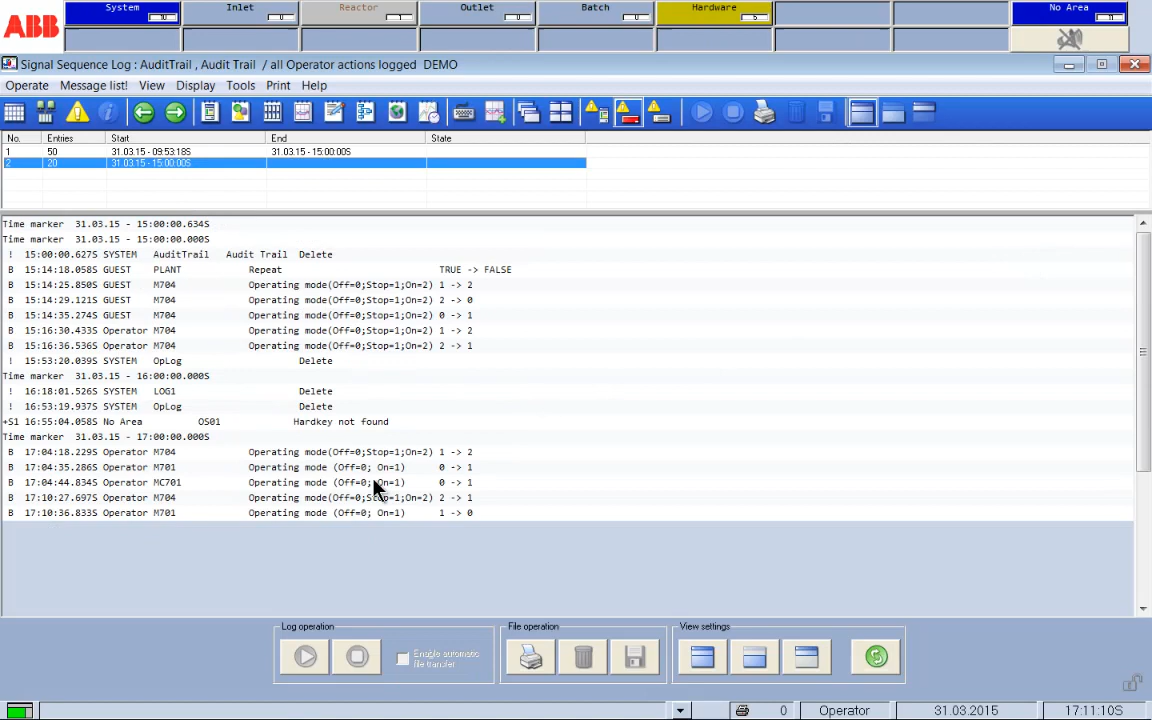 ABB
System 10
Inlet 0
Reactor 1
Outlet 0
Batch 0
Hardware 5
No Area 11
Signal Sequence Log : AuditTrail , Audit Trail / all Operator actions logged DEMO
Operate Message list! View Display Tools Print Help
No. Entries Start End State
1 50 31.03.15 - 09:53:18S 31.03.15 - 15:00:00S
2 20 31.03.15 - 15:00:00S
Time marker 31.03.15 - 15:00:00.634S
Time marker 31.03.15 - 15:00:00.000S
! 15:00:00.627S SYSTEM AuditTrail Audit Trail Delete
B 15:14:18.058S GUEST PLANT Repeat TRUE -> FALSE
B 15:14:25.850S GUEST M704 Operating mode(Off=0;Stop=1;On=2) 1 -> 2
B 15:14:29.121S GUEST M704 Operating mode(Off=0;Stop=1;On=2) 2 -> 0
B 15:14:35.274S GUEST M704 Operating mode(Off=0;Stop=1;On=2) 0 -> 1
B 15:16:30.433S Operator M704 Operating mode(Off=0;Stop=1;On=2) 1 -> 2
B 15:16:36.536S Operator M704 Operating mode(Off=0;Stop=1;On=2) 2 -> 1
! 15:53:20.039S SYSTEM OpLog Delete
Time marker 31.03.15 - 16:00:00.000S
! 16:18:01.526S SYSTEM LOG1 Delete
! 16:53:19.937S SYSTEM OpLog Delete
+S1 16:55:04.058S No Area OS01 Hardkey not found
Time marker 31.03.15 - 17:00:00.000S
B 17:04:18.229S Operator M704 Operating mode(Off=0;Stop=1;On=2) 1 -> 2
B 17:04:35.286S Operator M701 Operating mode (Off=0; On=1) 0 -> 1
B 17:04:44.834S Operator MC701 Operating mode (Off=0; On=1) 0 -> 1
B 17:10:27.697S Operator M704 Operating mode(Off=0;Stop=1;On=2) 2 -> 1
B 17:10:36.833S Operator M701 Operating mode (Off=0; On=1) 1 -> 0
Log operation File operation View settings
Enable automatic
file transfer
0 Operator 31.03.2015 17:11:10S